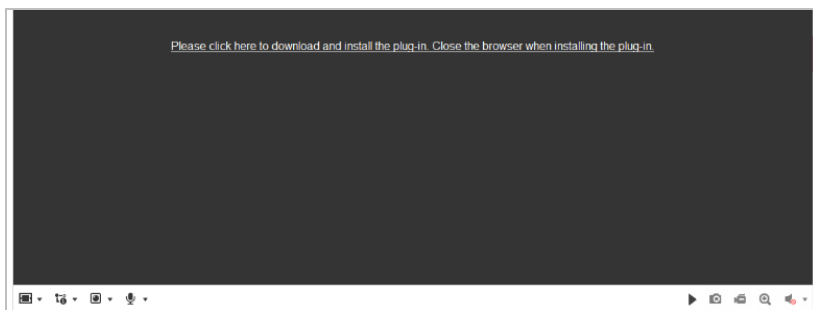 Please click here to download and install the plug-in. Close the browser when installing the plug-in.